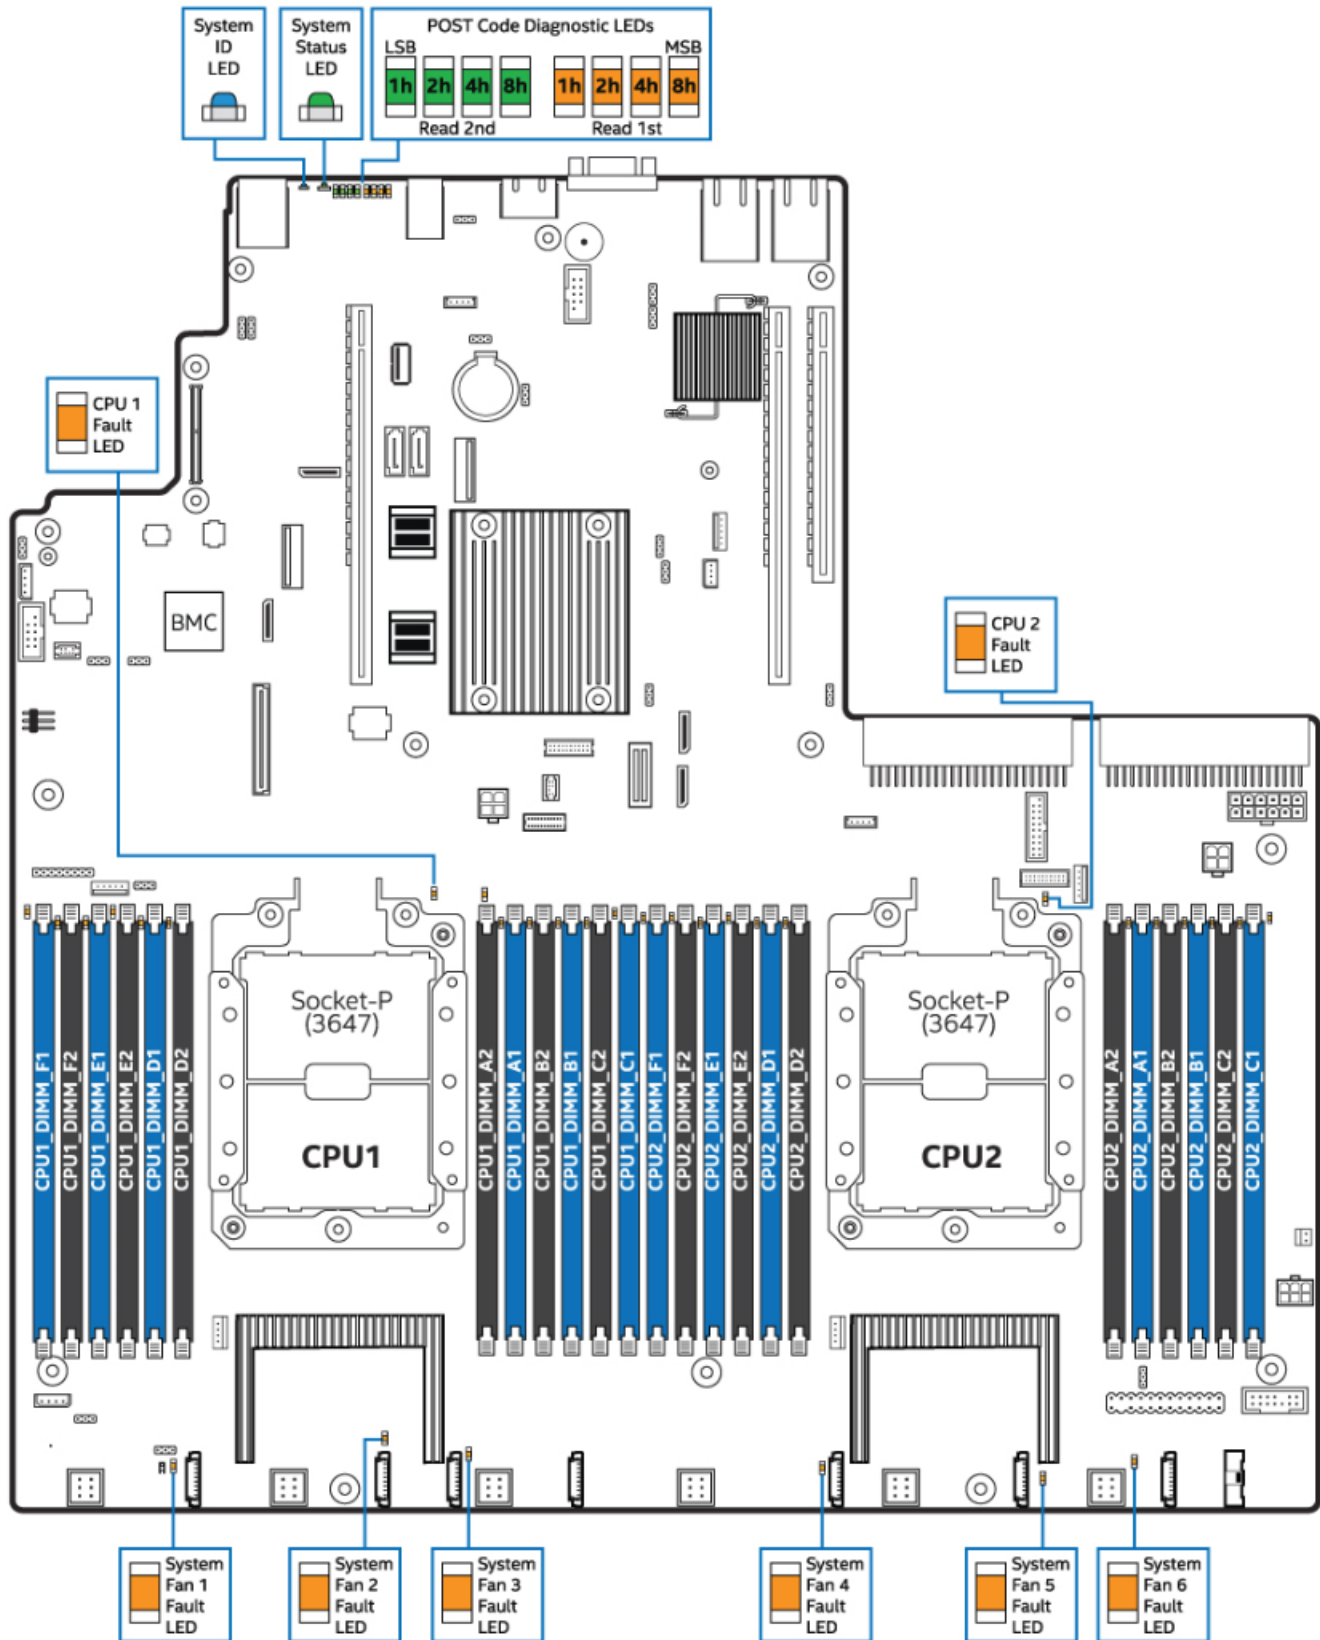 System
ID
LED
System
Status
LED
POST Code Diagnostic LEDs
LSB
MSB
1h
2h
4h
8h
1h
2h
4h
8h
Read 2nd
Read 1st
CPU 1
Fault
LED
BMC
CPU 2
Fault
LED
CPU1_DIMM_F1
CPU1_DIMM_F2
CPU1_DIMM_E1
CPU1_DIMM_E2
CPU1_DIMM_D1
CPU1_DIMM_D2
Socket-P
(3647)
CPU1
CPU1_DIMM_A2
CPU1_DIMM_A1
CPU1_DIMM_B2
CPU1_DIMM_B1
CPU1_DIMM_C2
CPU1_DIMM_C1
CPU2_DIMM_F1
CPU2_DIMM_F2
CPU2_DIMM_E1
CPU2_DIMM_E2
CPU2_DIMM_D1
CPU2_DIMM_D2
Socket-P
(3647)
CPU2
CPU2_DIMM_A2
CPU2_DIMM_A1
CPU2_DIMM_B2
CPU2_DIMM_B1
CPU2_DIMM_C2
CPU2_DIMM_C1
System
Fan 1
Fault
LED
System
Fan 2
Fault
LED
System
Fan 3
Fault
LED
System
Fan 4
Fault
LED
System
Fan 5
Fault
LED
System
Fan 6
Fault
LED